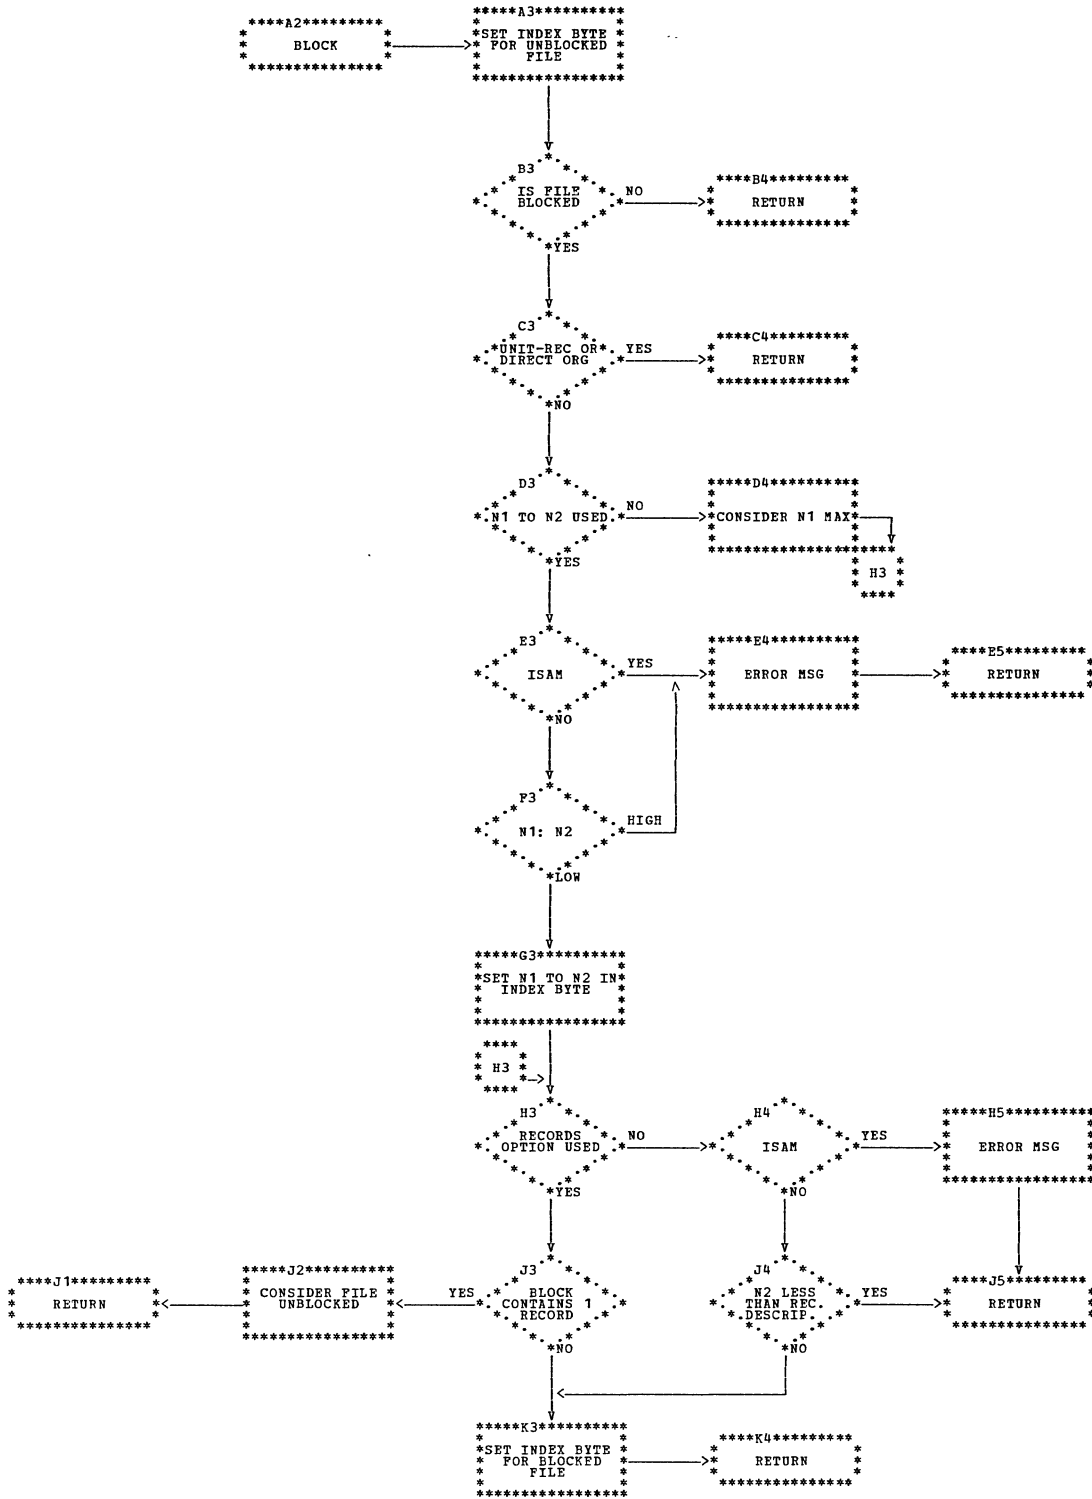 ****A2*********
BLOCK
*****A3**********
SET INDEX BYTE
FOR UNBLOCKED
FILE
B3
IS FILE
BLOCKED
NO
YES
****B4*********
RETURN
C3
UNIT-REC OR
DIRECT ORG
YES
NO
****C4*********
RETURN
D3
N1 TO N2 USED
NO
YES
*****D4**********
CONSIDER N1 MAX
H3
E3
ISAM
YES
NO
*****E4**********
ERROR MSG
****E5*********
RETURN
F3
N1: N2
HIGH
LOW
*****G3**********
SET N1 TO N2 IN
INDEX BYTE
H3
H3
RECORDS
OPTION USED
NO
YES
H4
ISAM
YES
NO
*****H5**********
ERROR MSG
****J1*********
RETURN
*****J2**********
CONSIDER FILE
UNBLOCKED
YES
J3
BLOCK
CONTAINS 1
RECORD
NO
J4
N2 LESS
THAN REC.
DESCRIP.
YES
NO
****J5*********
RETURN
*****K3**********
SET INDEX BYTE
FOR BLOCKED
FILE
****K4*********
RETURN